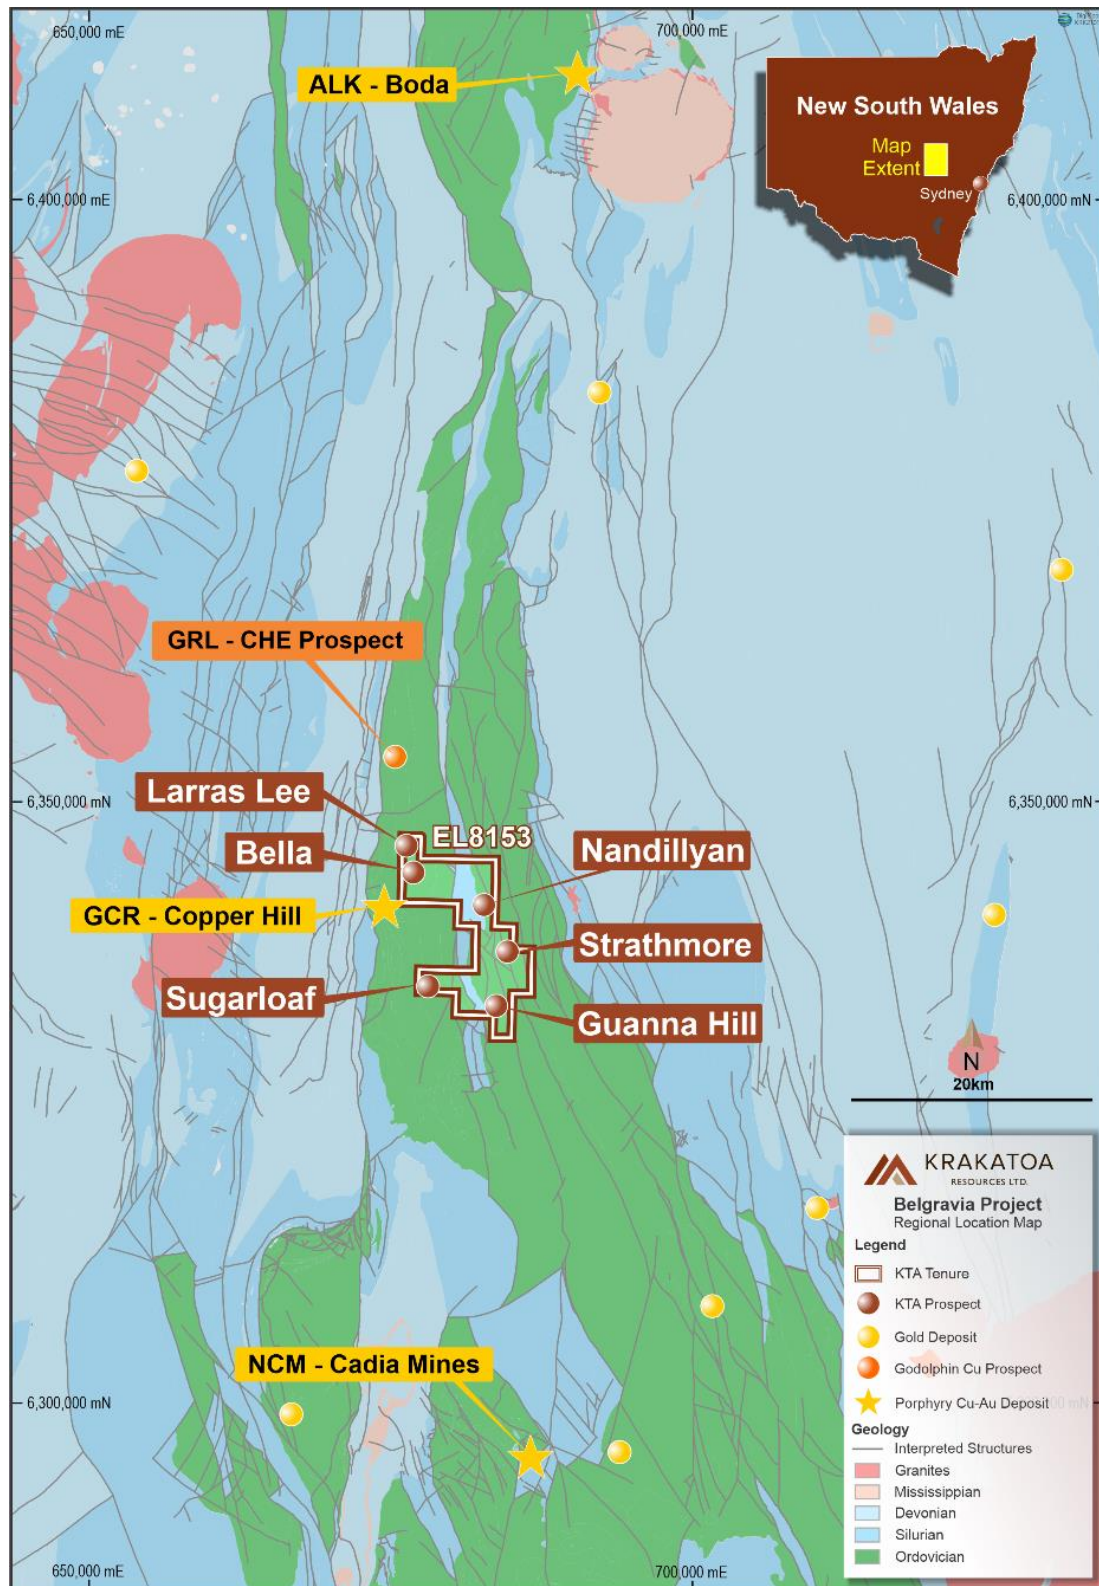 650,000 mE
700,000 mE
ALK - Boda
New South Wales
Map
Extent
Sydney
6,400,000 mE
6,400,000 mN
GRL - CHE Prospect
6,350,000 mN
6,350,000 mN
Larras Lee
EL8153
Bella
Nandillyan
GCR - Copper Hill
Strathmore
Sugarloaf
Guanna Hill
N
20km
KRAKATOA
RESOURCES LTD.
Belgravia Project
Regional Location Map
Legend
KTA Tenure
KTA Prospect
Gold Deposit
Godolphin Cu Prospect
Porphyry Cu-Au Deposit
NCM - Cadia Mines
6,300,000 mN
Geology
Interpreted Structures
Granites
Mississippian
Devonian
Silurian
Ordovician
650,000 mE
700,000 mE